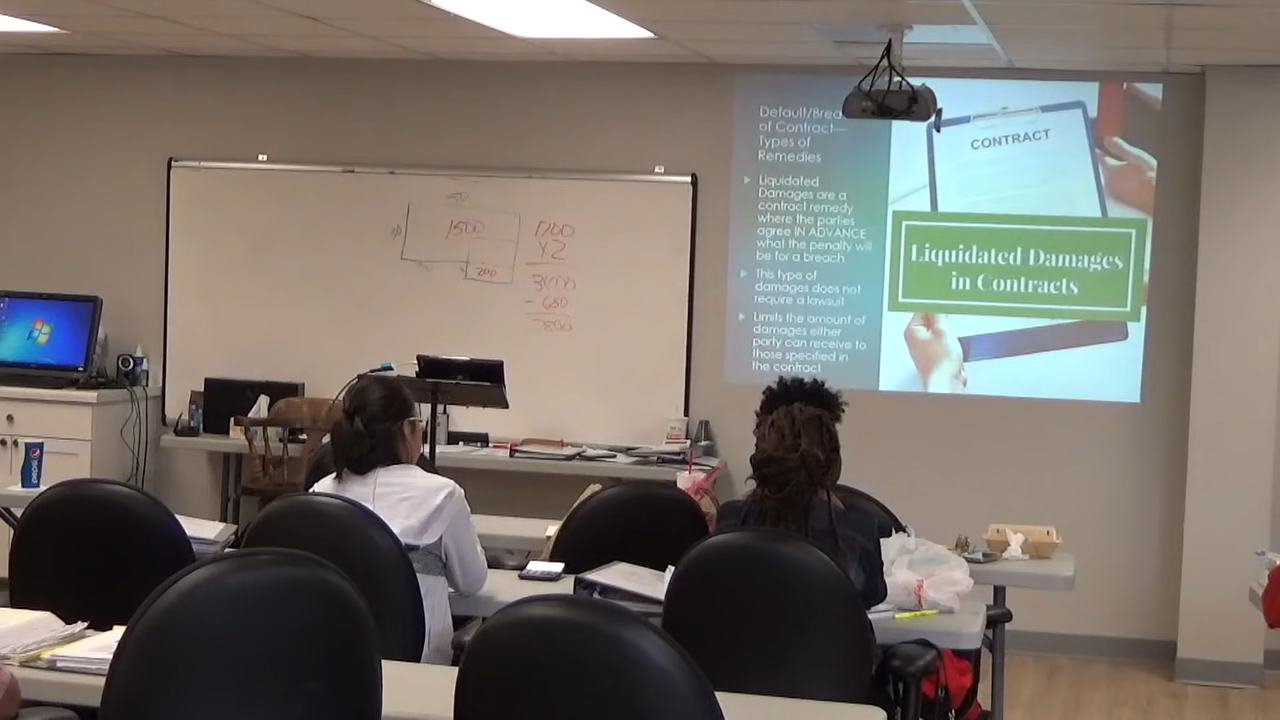 Default/Brea
of Contract—
Types of
Remedies
Liquidated
Damages are a
contract remedy
where the parties
agree IN ADVANCE
what the penalty will
be for a breach
This type of
damages does not
require a lawsuit
Limits the amount of
damages either
party can receive to
those specified in
the contract
CONTRACT
Liquidated Damages
in Contracts
50
1500
200
1700
X2
- 600
pepsi